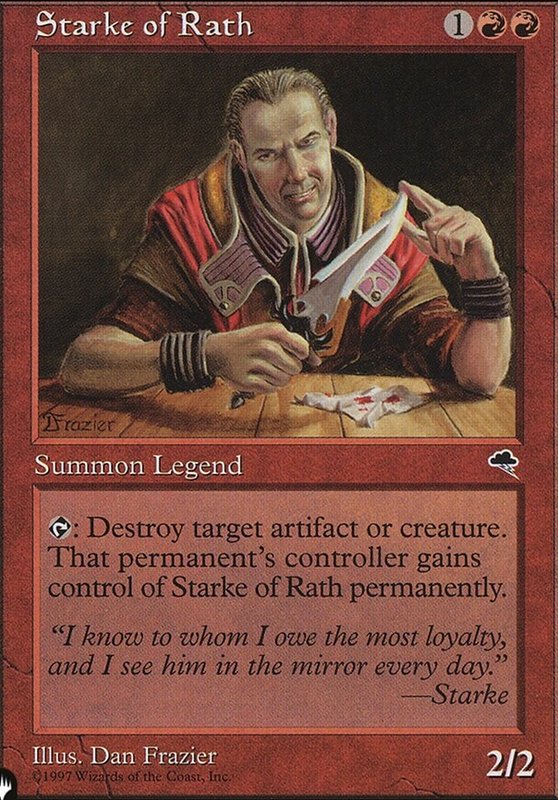 Starke of Rath 1
DFrazier
Summon Legend
: Destroy target artifact or creature.
That permanent's controller gains
control of Starke of Rath permanently.
"I know to whom I owe the most loyalty,
and I see him in the mirror every day."
—Starke
Illus. Dan Frazier
©1997 Wizards of the Coast, Inc.
2/2